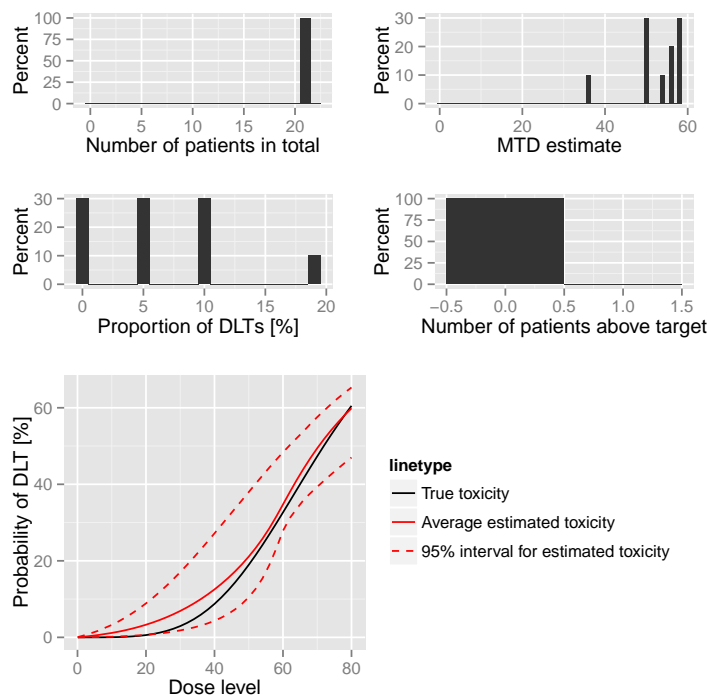 100
75
50
25
0
Percent
0 5 10 15 20
Number of patients in total
30
20
10
0
Percent
0 20 40 60
MTD estimate
30
20
10
0
Percent
0 5 10 15 20
Proportion of DLTs [%]
100
75
50
25
0
Percent
−0.5 0.0 0.5 1.0 1.5
Number of patients above target
60
40
20
0
Probability of DLT [%]
0 20 40 60 80
Dose level
linetype
True toxicity
Average estimated toxicity
95% interval for estimated toxicity